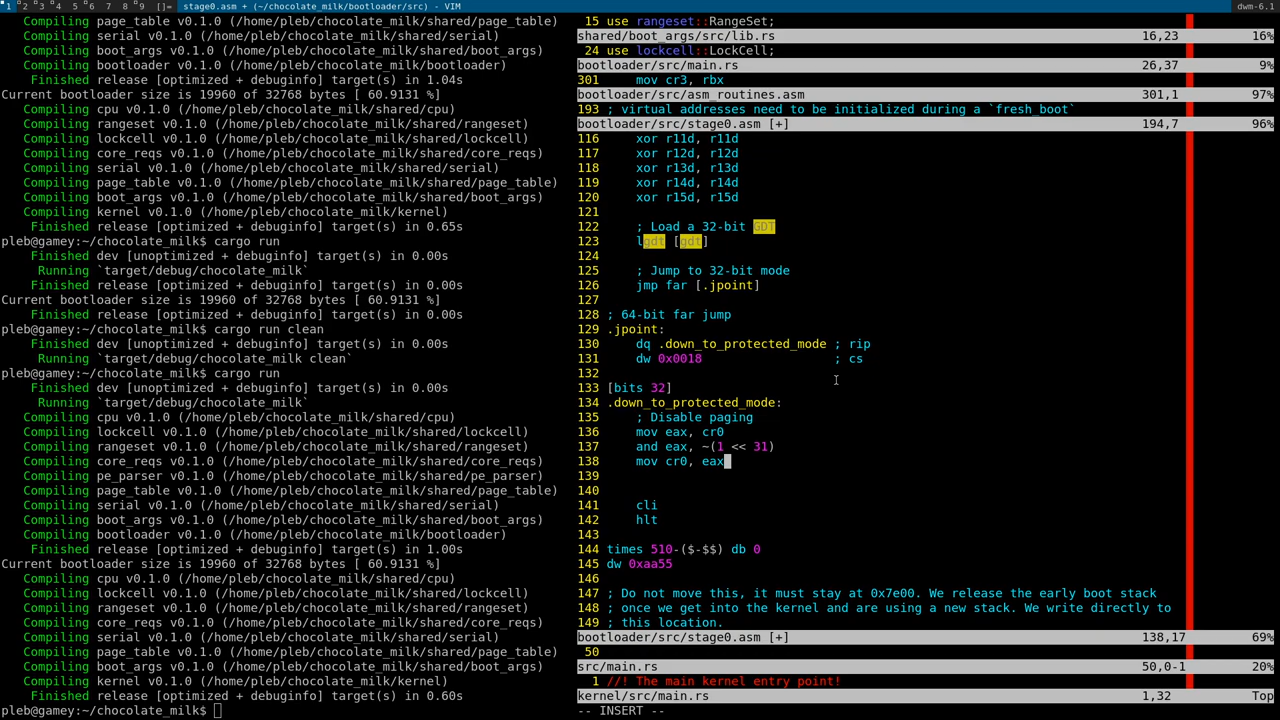 1 2 3 4 5 6 7 8 9 []= stage0.asm + (~/chocolate_milk/bootloader/src) - VIM dwm-6.1
Compiling page_table v0.1.0 (/home/pleb/chocolate_milk/shared/page_table)
Compiling serial v0.1.0 (/home/pleb/chocolate_milk/shared/serial)
Compiling boot_args v0.1.0 (/home/pleb/chocolate_milk/shared/boot_args)
Compiling bootloader v0.1.0 (/home/pleb/chocolate_milk/bootloader)
Finished release [optimized + debuginfo] target(s) in 1.04s
Current bootloader size is 19960 of 32768 bytes [ 60.9131 %]
Compiling cpu v0.1.0 (/home/pleb/chocolate_milk/shared/cpu)
Compiling rangeset v0.1.0 (/home/pleb/chocolate_milk/shared/rangeset)
Compiling lockcell v0.1.0 (/home/pleb/chocolate_milk/shared/lockcell)
Compiling core_reqs v0.1.0 (/home/pleb/chocolate_milk/shared/core_reqs)
Compiling serial v0.1.0 (/home/pleb/chocolate_milk/shared/serial)
Compiling page_table v0.1.0 (/home/pleb/chocolate_milk/shared/page_table)
Compiling boot_args v0.1.0 (/home/pleb/chocolate_milk/shared/boot_args)
Compiling kernel v0.1.0 (/home/pleb/chocolate_milk/kernel)
Finished release [optimized + debuginfo] target(s) in 0.65s
pleb@gamey:~/chocolate_milk$ cargo run
Finished dev [unoptimized + debuginfo] target(s) in 0.00s
Running `target/debug/chocolate_milk`
Finished release [optimized + debuginfo] target(s) in 0.00s
Current bootloader size is 19960 of 32768 bytes [ 60.9131 %]
Finished release [optimized + debuginfo] target(s) in 0.00s
pleb@gamey:~/chocolate_milk$ cargo run clean
Finished dev [unoptimized + debuginfo] target(s) in 0.00s
Running `target/debug/chocolate_milk clean`
pleb@gamey:~/chocolate_milk$ cargo run
Finished dev [unoptimized + debuginfo] target(s) in 0.00s
Running `target/debug/chocolate_milk`
Compiling cpu v0.1.0 (/home/pleb/chocolate_milk/shared/cpu)
Compiling lockcell v0.1.0 (/home/pleb/chocolate_milk/shared/lockcell)
Compiling rangeset v0.1.0 (/home/pleb/chocolate_milk/shared/rangeset)
Compiling core_reqs v0.1.0 (/home/pleb/chocolate_milk/shared/core_reqs)
Compiling pe_parser v0.1.0 (/home/pleb/chocolate_milk/shared/pe_parser)
Compiling page_table v0.1.0 (/home/pleb/chocolate_milk/shared/page_table)
Compiling serial v0.1.0 (/home/pleb/chocolate_milk/shared/serial)
Compiling boot_args v0.1.0 (/home/pleb/chocolate_milk/shared/boot_args)
Compiling bootloader v0.1.0 (/home/pleb/chocolate_milk/bootloader)
Finished release [optimized + debuginfo] target(s) in 1.00s
Current bootloader size is 19960 of 32768 bytes [ 60.9131 %]
Compiling cpu v0.1.0 (/home/pleb/chocolate_milk/shared/cpu)
Compiling lockcell v0.1.0 (/home/pleb/chocolate_milk/shared/lockcell)
Compiling rangeset v0.1.0 (/home/pleb/chocolate_milk/shared/rangeset)
Compiling core_reqs v0.1.0 (/home/pleb/chocolate_milk/shared/core_reqs)
Compiling serial v0.1.0 (/home/pleb/chocolate_milk/shared/serial)
Compiling page_table v0.1.0 (/home/pleb/chocolate_milk/shared/page_table)
Compiling boot_args v0.1.0 (/home/pleb/chocolate_milk/shared/boot_args)
Compiling kernel v0.1.0 (/home/pleb/chocolate_milk/kernel)
Finished release [optimized + debuginfo] target(s) in 0.60s
pleb@gamey:~/chocolate_milk$
15 use rangeset::RangeSet;
shared/boot_args/src/lib.rs 16,23 16%
24 use lockcell::LockCell;
bootloader/src/main.rs 26,37 9%
301 mov cr3, rbx
bootloader/src/asm_routines.asm 301,1 97%
193 ; virtual addresses need to be initialized during a `fresh_boot`
bootloader/src/stage0.asm [+] 194,7 96%
116 xor r11d, r11d
117 xor r12d, r12d
118 xor r13d, r13d
119 xor r14d, r14d
120 xor r15d, r15d
121
122 ; Load a 32-bit GDT
123 lgdt [gdt]
124
125 ; Jump to 32-bit mode
126 jmp far [.jpoint]
127
128 ; 64-bit far jump
129 .jpoint:
130 dq .down_to_protected_mode ; rip
131 dw 0x0018 ; cs
132
133 [bits 32]
134 .down_to_protected_mode:
135 ; Disable paging
136 mov eax, cr0
137 and eax, ~(1 << 31)
138 mov cr0, eax
139
140
141 cli
142 hlt
143
144 times 510-($-$$) db 0
145 dw 0xaa55
146
147 ; Do not move this, it must stay at 0x7e00. We release the early boot stack
148 ; once we get into the kernel and are using a new stack. We write directly to
149 ; this location.
bootloader/src/stage0.asm [+] 138,17 69%
50
src/main.rs 50,0-1 20%
1 //! The main kernel entry point!
kernel/src/main.rs 1,32 Top
-- INSERT --